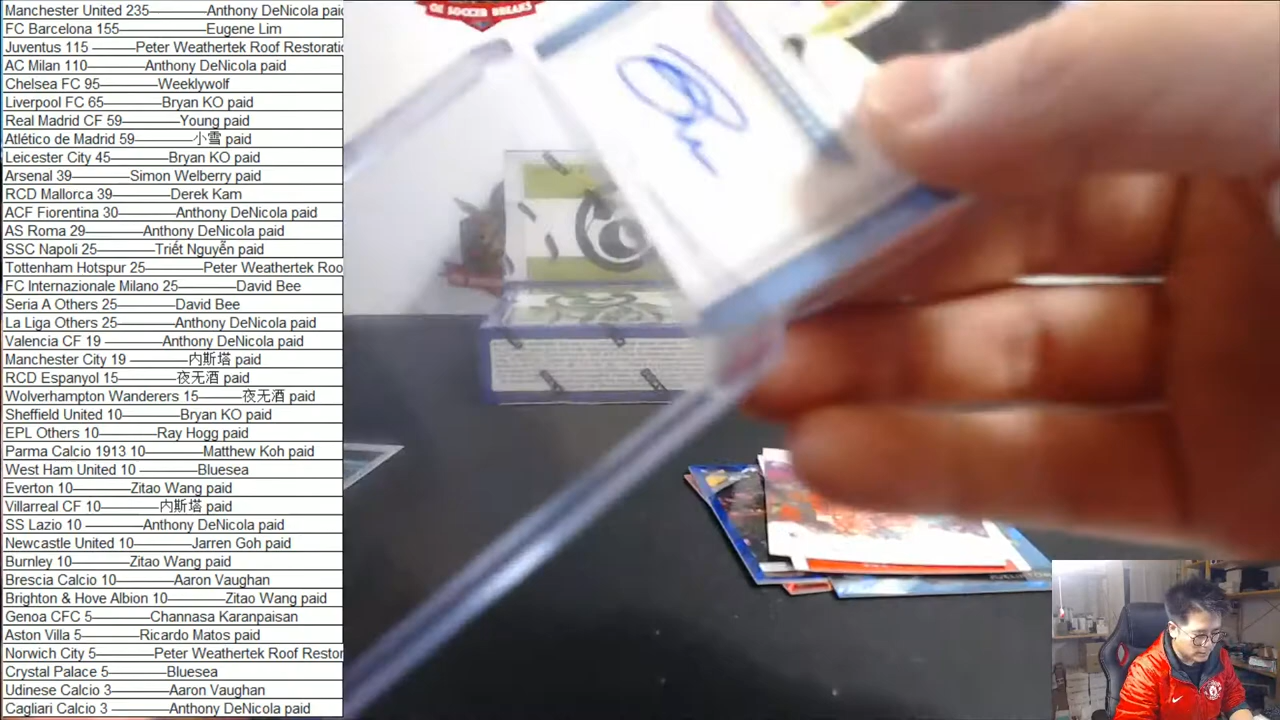 OZ SOCCER BREAKS
Manchester United 235————Anthony DeNicola paid
FC Barcelona 155—————Eugene Lim
Juventus 115 ————Peter Weathertek Roof Restorati
AC Milan 110————Anthony DeNicola paid
Chelsea FC 95————Weeklywolf
Liverpool FC 65————Bryan KO paid
Real Madrid CF 59————Young paid
Atlético de Madrid 59————小雪 paid
Leicester City 45————Bryan KO paid
Arsenal 39————Simon Welberry paid
RCD Mallorca 39————Derek Kam
ACF Fiorentina 30————Anthony DeNicola paid
AS Roma 29————Anthony DeNicola paid
SSC Napoli 25————Triết Nguyễn paid
Tottenham Hotspur 25————Peter Weathertek Roo
FC Internazionale Milano 25————David Bee
Seria A Others 25————David Bee
La Liga Others 25————Anthony DeNicola paid
Valencia CF 19 ————Anthony DeNicola paid
Manchester City 19 ————内斯塔 paid
RCD Espanyol 15————夜无酒 paid
Wolverhampton Wanderers 15————夜无酒 paid
Sheffield United 10————Bryan KO paid
EPL Others 10————Ray Hogg paid
Parma Calcio 1913 10————Matthew Koh paid
West Ham United 10 ————Bluesea
Everton 10————Zitao Wang paid
Villarreal CF 10————内斯塔 paid
SS Lazio 10 ————Anthony DeNicola paid
Newcastle United 10————Jarren Goh paid
Burnley 10————Zitao Wang paid
Brescia Calcio 10————Aaron Vaughan
Brighton & Hove Albion 10————Zitao Wang paid
Genoa CFC 5————Channasa Karanpaisan
Aston Villa 5————Ricardo Matos paid
Norwich City 5————Peter Weathertek Roof Restor
Crystal Palace 5————Bluesea
Udinese Calcio 3————Aaron Vaughan
Cagliari Calcio 3————Anthony DeNicola paid